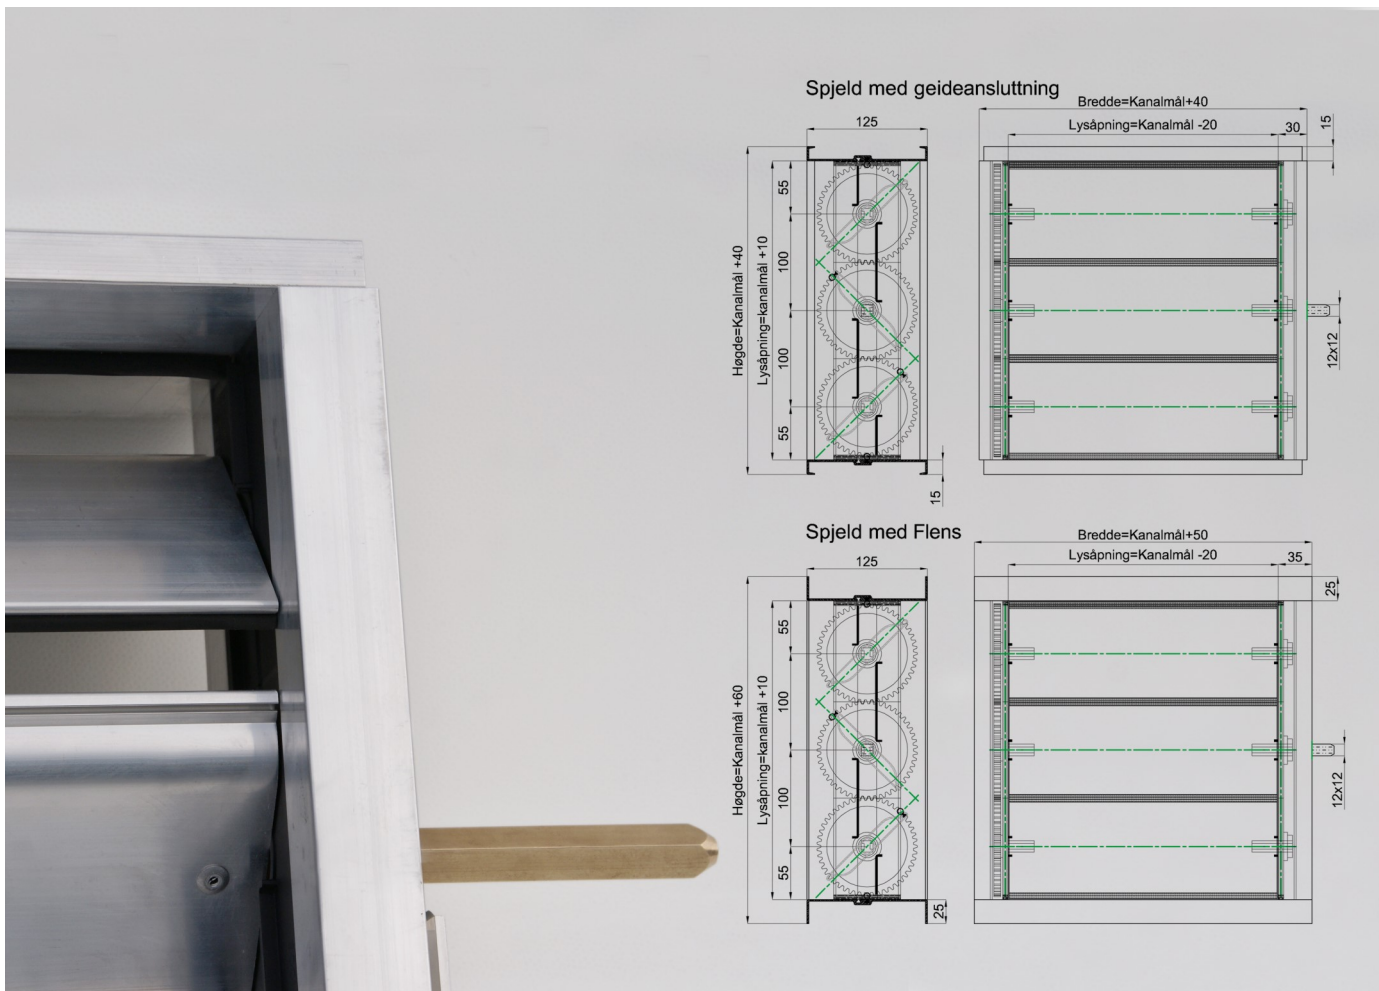 Spjeld med geideansluttning
Bredde=Kanalmål+40
125
Lysåpning=Kanalmål -20
30
15
55
100
100
55
Høgde=Kanalmål +40
Lysåpning=kanalmål +10
12x12
15
Spjeld med Flens
Bredde=Kanalmål+50
125
Lysåpning=Kanalmål -20
35
25
55
100
100
55
Høgde=Kanalmål +60
Lysåpning=kanalmål +10
12x12
25